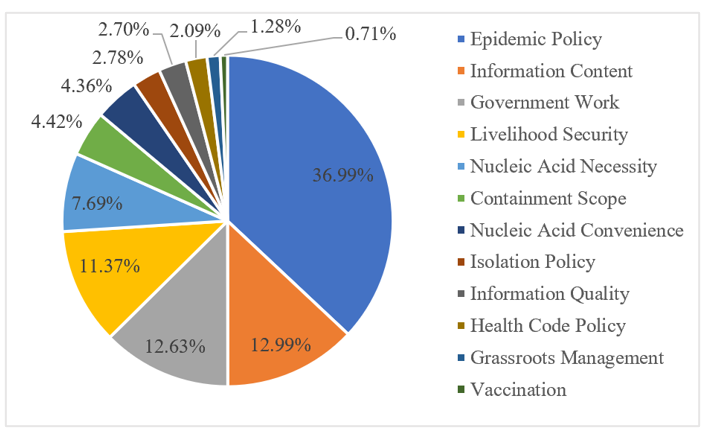 2.70%
2.09%
1.28%
0.71%
2.78%
4.36%
4.42%
7.69%
11.37%
12.63%
12.99%
36.99%
Epidemic Policy
Information Content
Government Work
Livelihood Security
Nucleic Acid Necessity
Containment Scope
Nucleic Acid Convenience
Isolation Policy
Information Quality
Health Code Policy
Grassroots Management
Vaccination